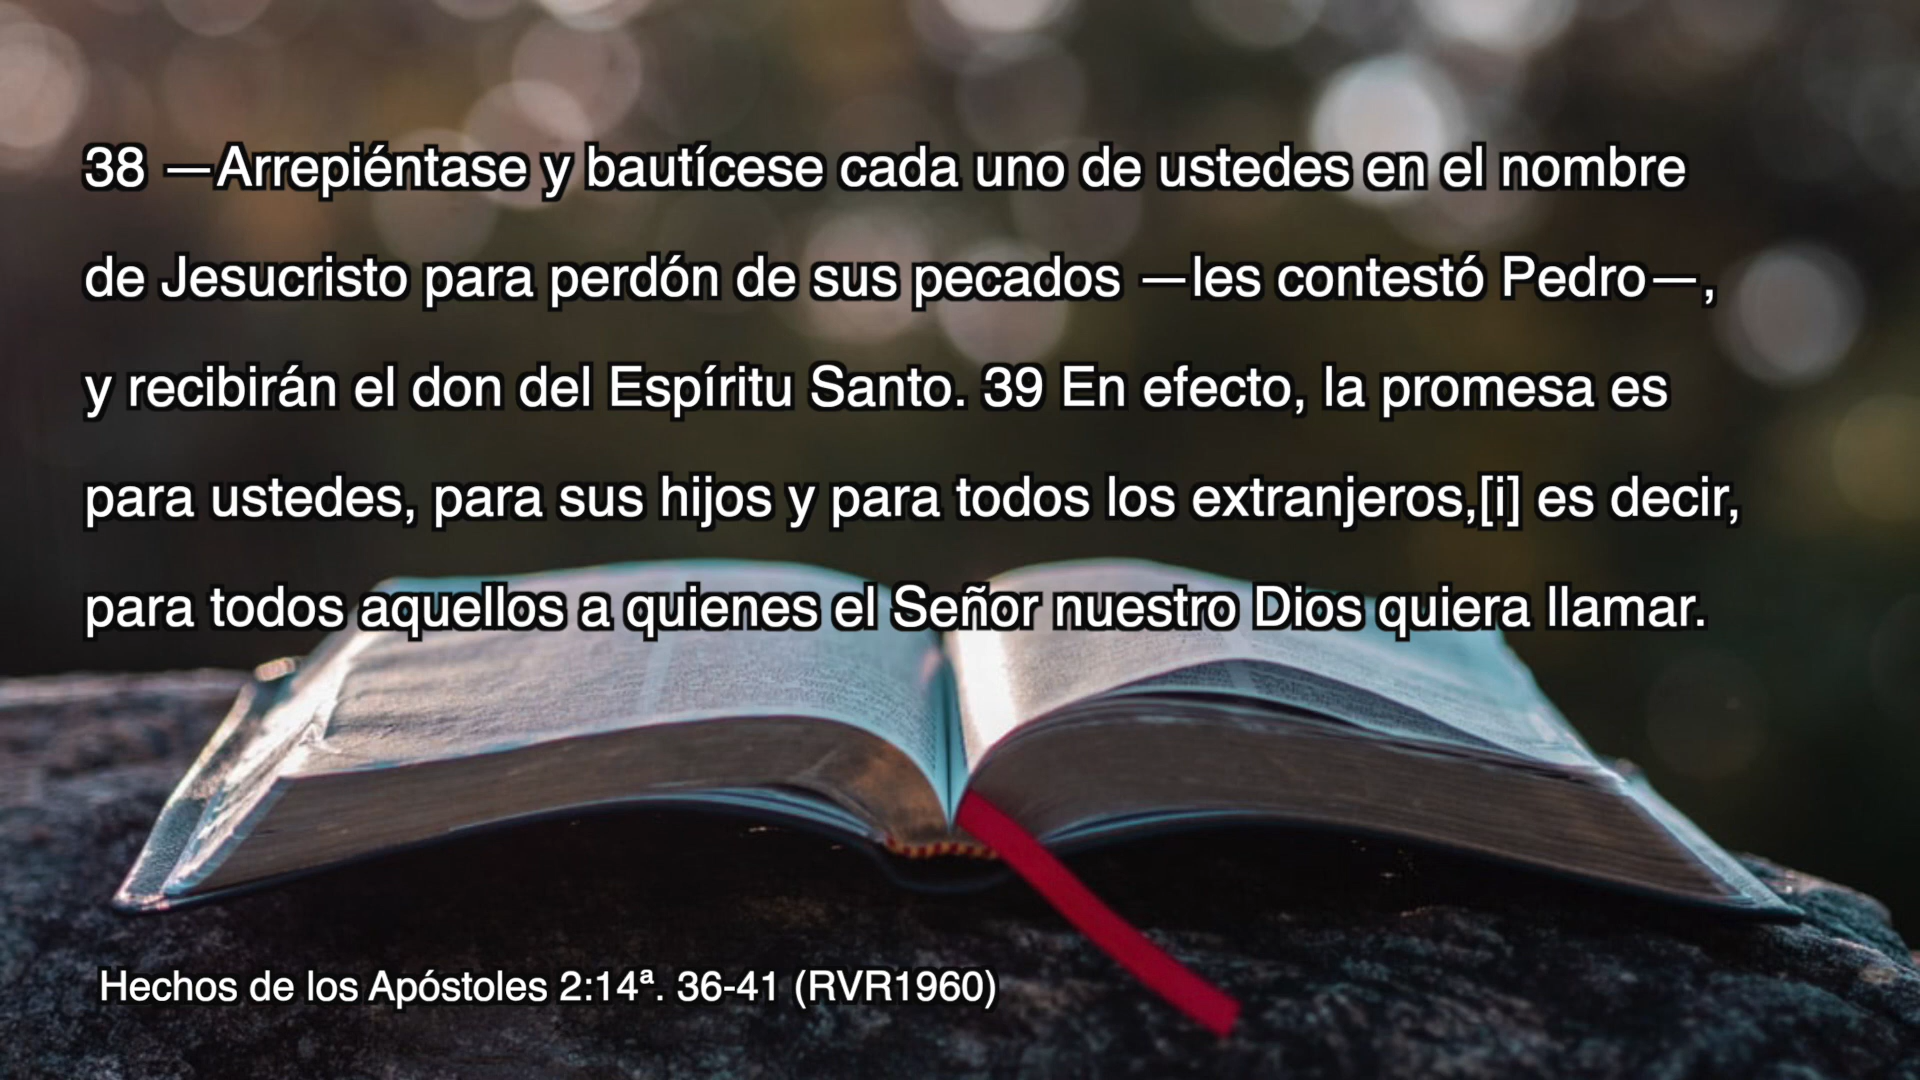 38 —Arrepiéntase y bautícese cada uno de ustedes en el nombre
de Jesucristo para perdón de sus pecados —les contestó Pedro—,
y recibirán el don del Espíritu Santo. 39 En efecto, la promesa es
para ustedes, para sus hijos y para todos los extranjeros,[i] es decir,
para todos aquellos a quienes el Señor nuestro Dios quiera llamar.
Hechos de los Apóstoles 2:14ª. 36-41 (RVR1960)